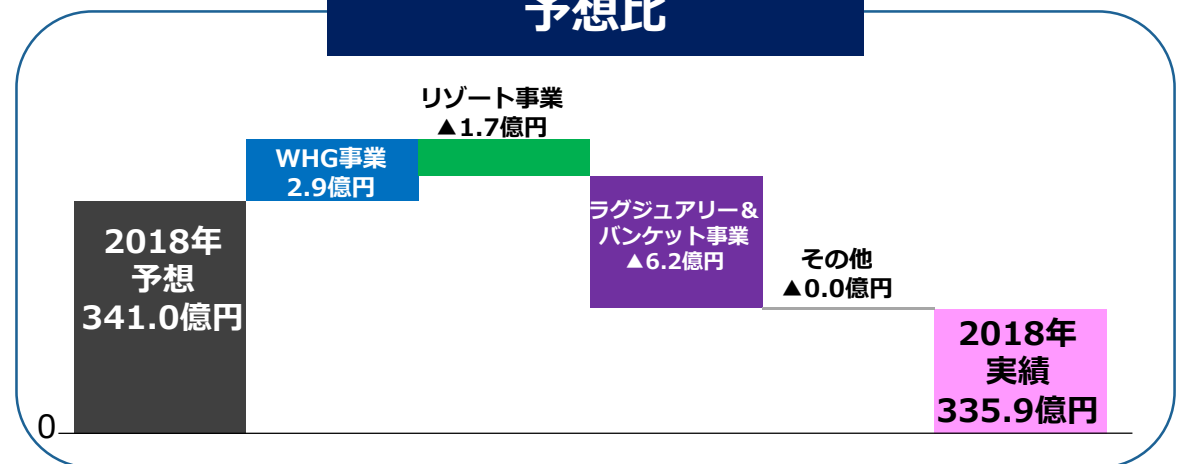 予想比
リゾート事業
▲1.7億円
WHG事業
2.9億円
2018年
予想
341.0億円
ラグジュアリー&
バンケット事業
▲6.2億円
その他
▲0.0億円
2018年
実績
335.9億円
0